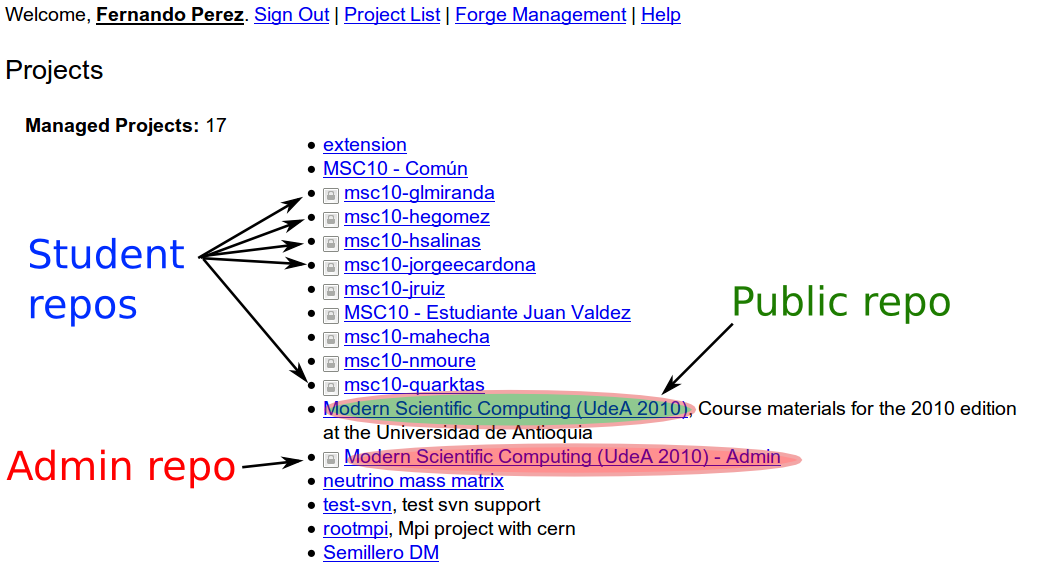 Welcome, Fernando Perez. Sign Out | Project List | Forge Management | Help
Projects
Managed Projects: 17
extension
MSC10 - Común
msc10-glmiranda
msc10-hegomez
msc10-hsalinas
msc10-jorgeecardona
msc10-jruiz
MSC10 - Estudiante Juan Valdez
msc10-mahecha
msc10-nmoure
msc10-quarktas
Modern Scientific Computing (UdeA 2010), Course materials for the 2010 edition
at the Universidad de Antioquia
Modern Scientific Computing (UdeA 2010) - Admin
neutrino mass matrix
test-svn, test svn support
rootmpi, Mpi project with cern
Semillero DM
Student
repos
Public repo
Admin repo